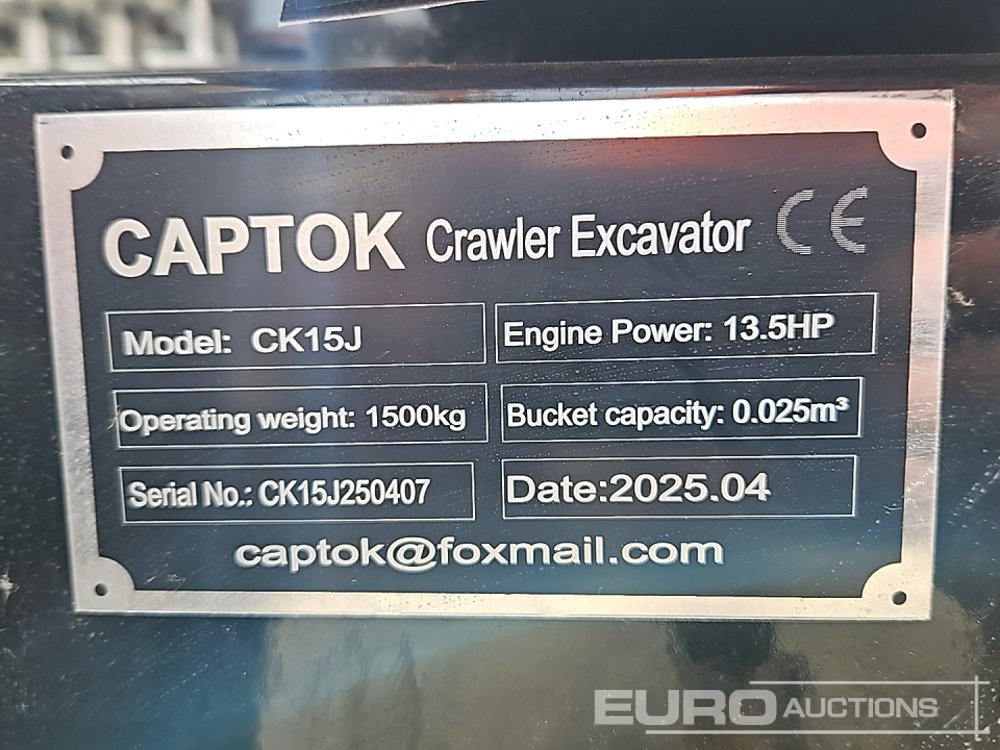 CAPTOK Crawler Excavator CE
Model: CK15J
Engine Power: 13.5HP
Operating weight: 1500kg
Bucket capacity: 0.025m³
Serial No.: CK15J250407
Date:2025.04
captok@foxmail.com
EURO AUCTIONS